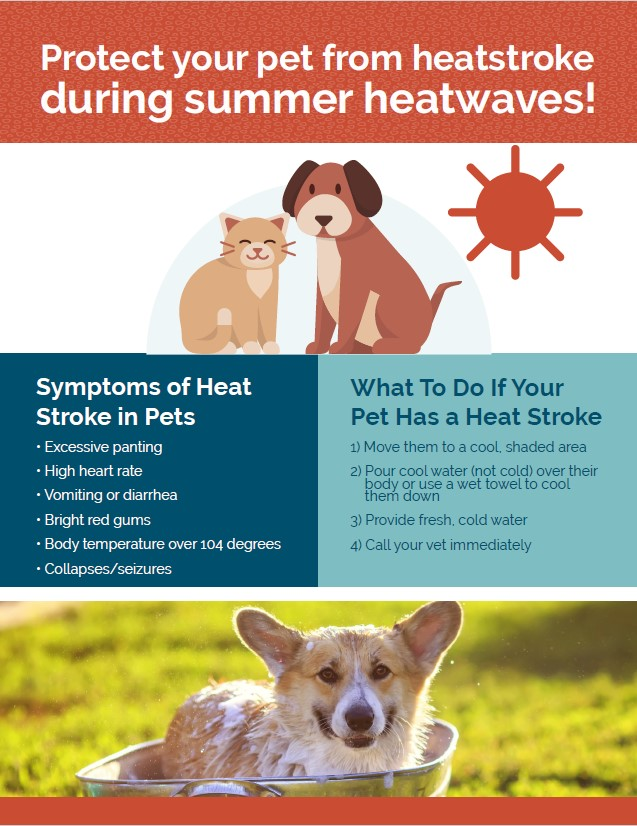 Protect your pet from heatstroke
during summer heatwaves!
Symptoms of Heat
Stroke in Pets
• Excessive panting
• High heart rate
• Vomiting or diarrhea
• Bright red gums
• Body temperature over 104 degrees
• Collapses/seizures
What To Do If Your
Pet Has a Heat Stroke
1) Move them to a cool, shaded area
2) Pour cool water (not cold) over their
body or use a wet towel to cool
them down
3) Provide fresh, cold water
4) Call your vet immediately